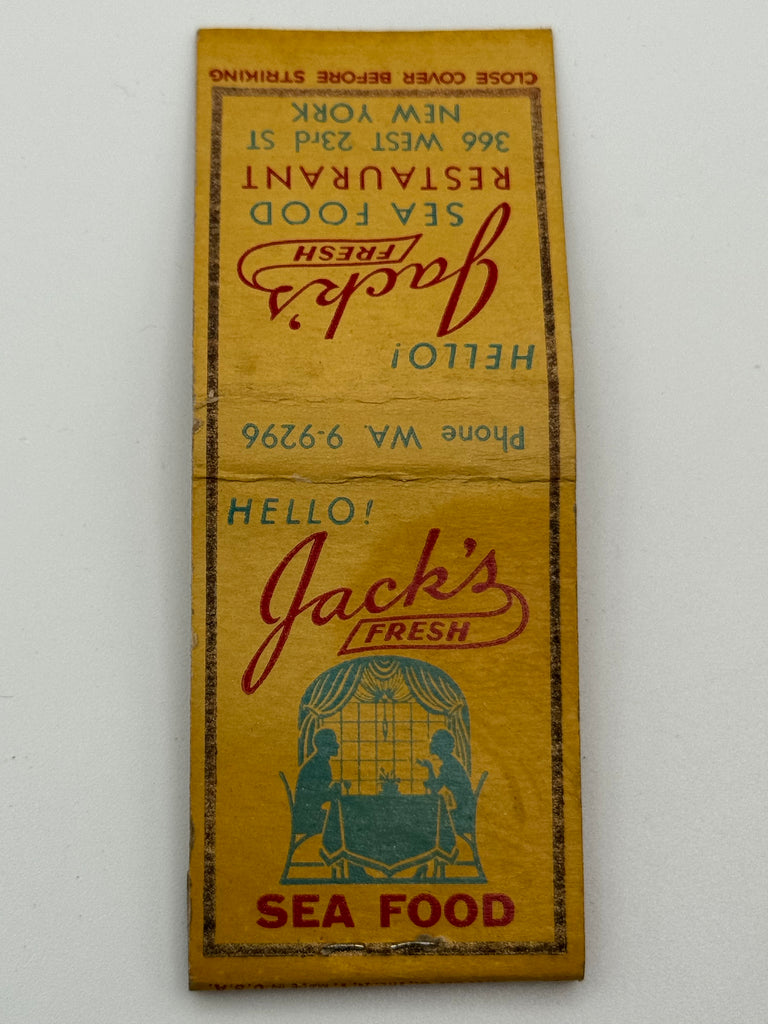 CLOSE COVER BEFORE STRIKING
HELLO!
Jack's
FRESH
SEA FOOD
RESTAURANT
366 WEST 23rd ST
NEW YORK
Phone WA. 9-9296
HELLO!
Jack's
FRESH
SEA FOOD
U.S.A.